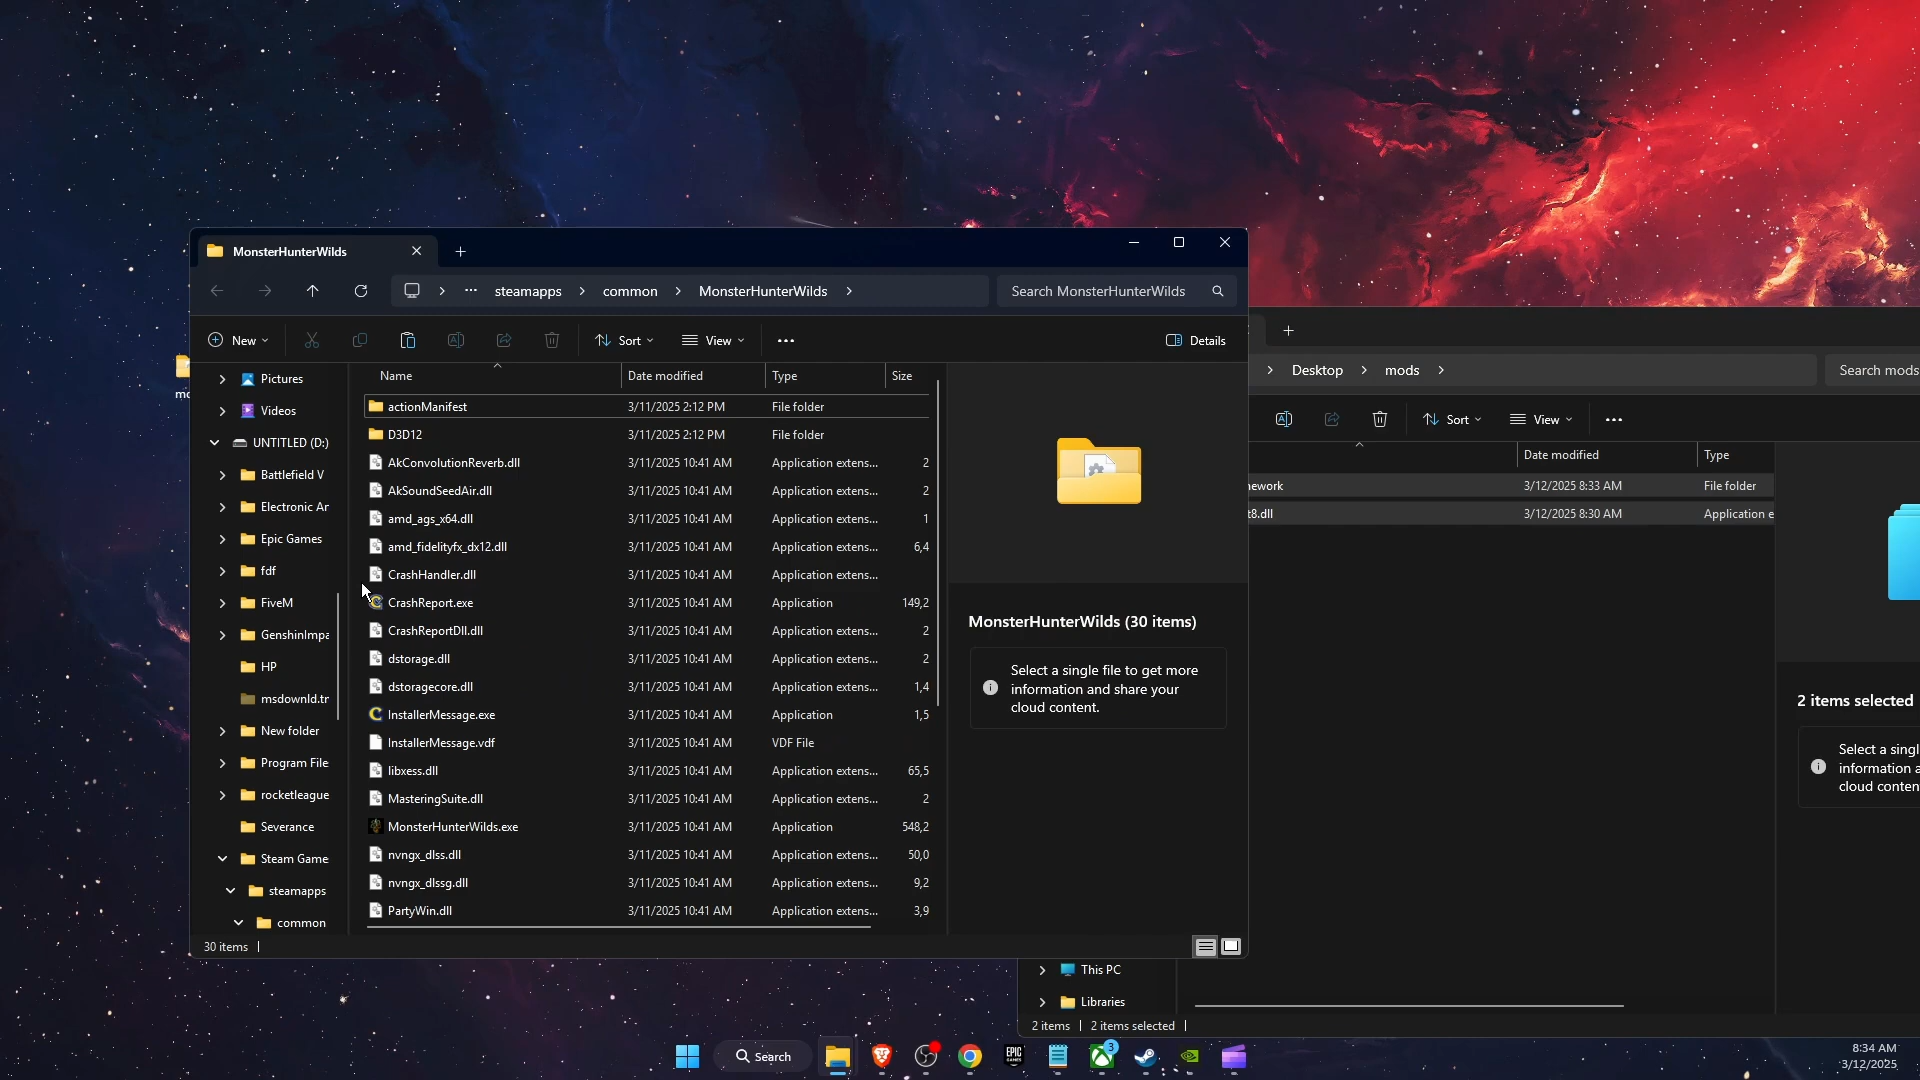 MonsterHunterWilds
steamapps
common
MonsterHunterWilds
Search MonsterHunterWilds
New
Sort
View
Details
Pictures
Videos
UNTITLED (D:)
Battlefield V
Electronic Ar
Epic Games
fdf
FiveM
GenshinImpa
HP
msdownld.tr
New folder
Program File
rocketleague
Severance
Steam Game
steamapps
common
Name Date modified Type Size
actionManifest 3/11/2025 2:12 PM File folder
D3D12 3/11/2025 2:12 PM File folder
AkConvolutionReverb.dll 3/11/2025 10:41 AM Application extens... 2
AkSoundSeedAir.dll 3/11/2025 10:41 AM Application extens... 2
amd_ags_x64.dll 3/11/2025 10:41 AM Application extens... 1
amd_fidelityfx_dx12.dll 3/11/2025 10:41 AM Application extens... 6,4
CrashHandler.dll 3/11/2025 10:41 AM Application extens...
CrashReport.exe 3/11/2025 10:41 AM Application 149,2
CrashReportDll.dll 3/11/2025 10:41 AM Application extens... 2
dstorage.dll 3/11/2025 10:41 AM Application extens... 2
dstoragecore.dll 3/11/2025 10:41 AM Application extens... 1,4
InstallerMessage.exe 3/11/2025 10:41 AM Application 1,5
InstallerMessage.vdf 3/11/2025 10:41 AM VDF File
libxess.dll 3/11/2025 10:41 AM Application extens... 65,5
MasteringSuite.dll 3/11/2025 10:41 AM Application extens... 2
MonsterHunterWilds.exe 3/11/2025 10:41 AM Application 548,2
nvngx_dlss.dll 3/11/2025 10:41 AM Application extens... 50,0
nvngx_dlssg.dll 3/11/2025 10:41 AM Application extens... 9,2
PartyWin.dll 3/11/2025 10:41 AM Application extens... 3,9
MonsterHunterWilds (30 items)
Select a single file to get more
information and share your
cloud content.
30 items
mo
Desktop
mods
Search mods
Sort
View
Date modified Type
ework 3/12/2025 8:33 AM File folder
t8.dll 3/12/2025 8:30 AM Application e
2 items selected
Select a singl
information a
cloud conten
This PC
Libraries
2 items 2 items selected
Search
EPIC
GAMES
3
8:34 AM
3/12/2025